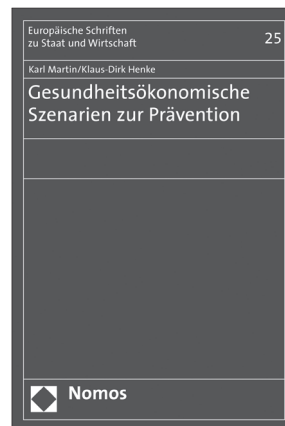 Europäische Schriften
zu Staat und Wirtschaft 25
Karl Martin/Klaus-Dirk Henke
Gesundheitsökonomische
Szenarien zur Prävention
Nomos